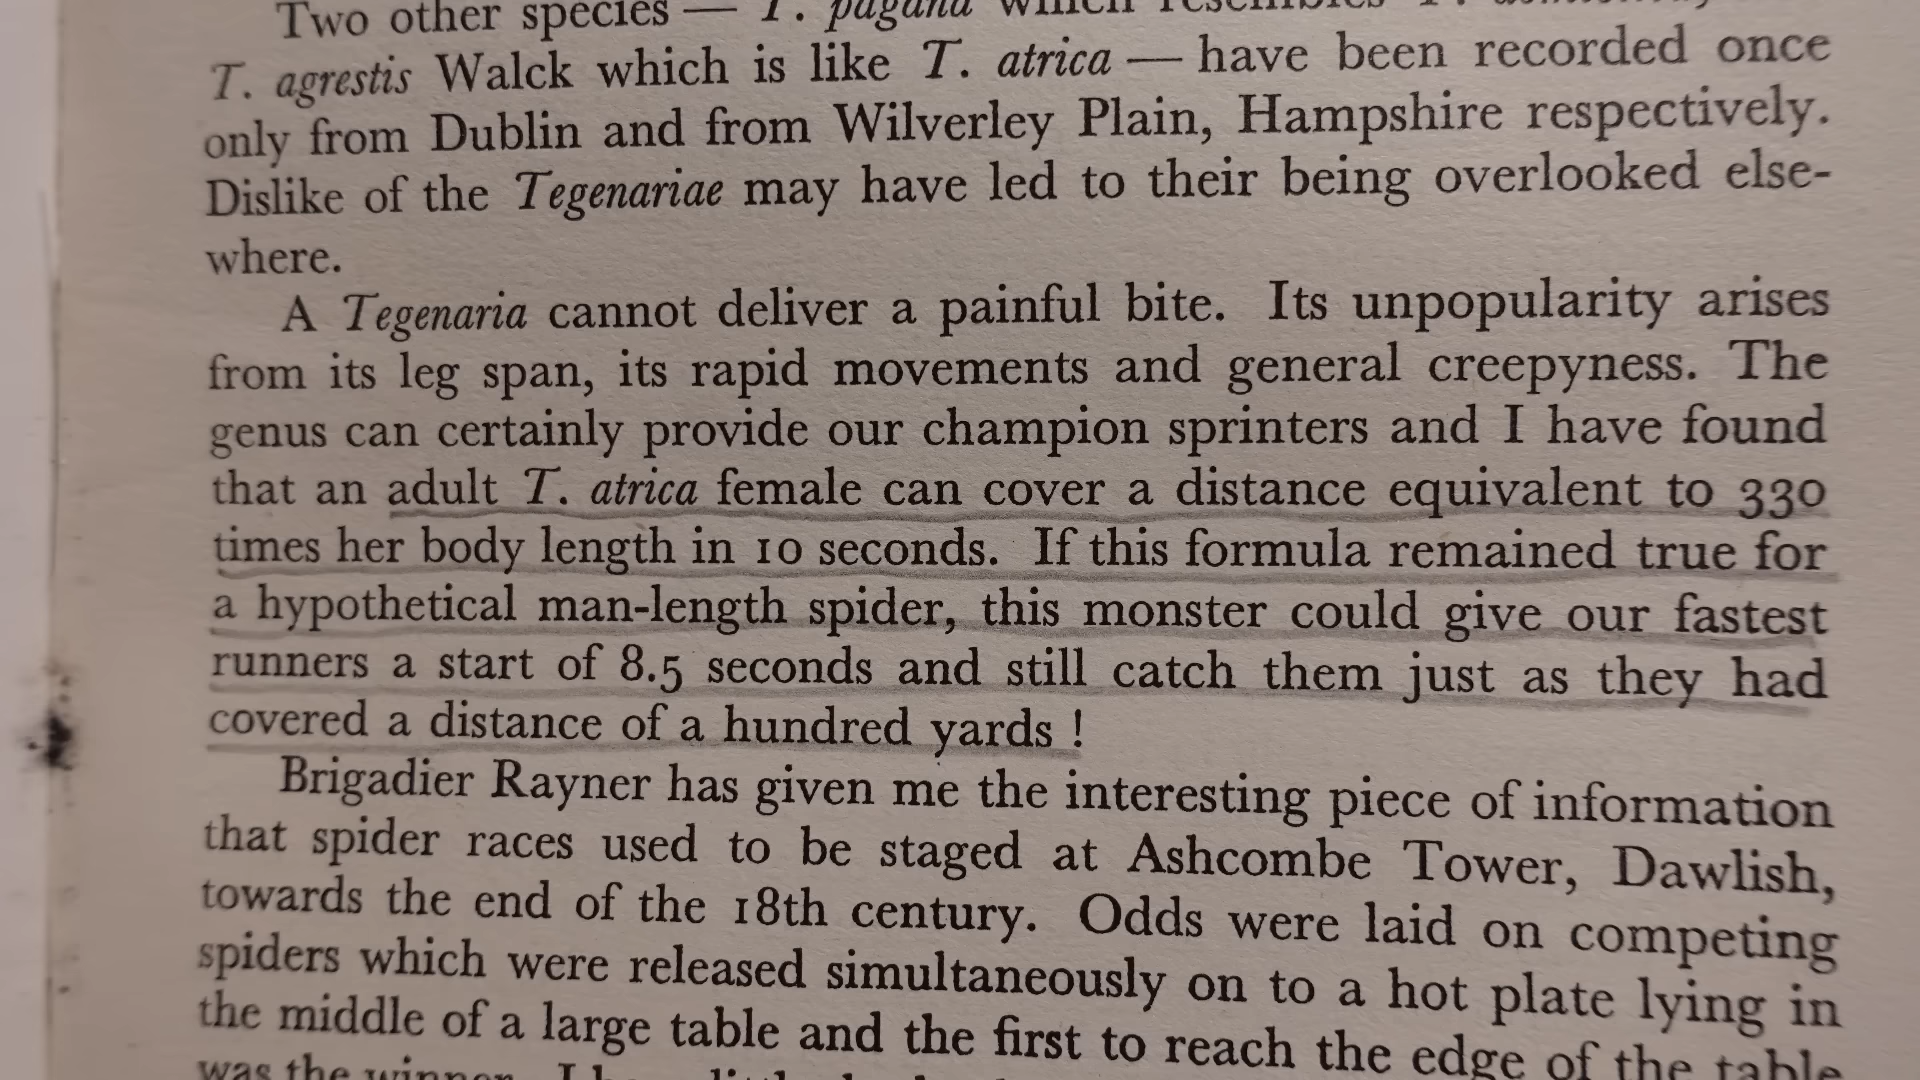 Two other species — T. pagana which resembles T.
T. agrestis Walck which is like T. atrica — have been recorded once
only from Dublin and from Wilverley Plain, Hampshire respectively.
Dislike of the Tegenariae may have led to their being overlooked else-
where.
A Tegenaria cannot deliver a painful bite. Its unpopularity arises
from its leg span, its rapid movements and general creepyness. The
genus can certainly provide our champion sprinters and I have found
that an adult T. atrica female can cover a distance equivalent to 330
times her body length in 10 seconds. If this formula remained true for
a hypothetical man-length spider, this monster could give our fastest
runners a start of 8.5 seconds and still catch them just as they had
covered a distance of a hundred yards !
Brigadier Rayner has given me the interesting piece of information
that spider races used to be staged at Ashcombe Tower, Dawlish,
towards the end of the 18th century. Odds were laid on competing
spiders which were released simultaneously on to a hot plate lying in
the middle of a large table and the first to reach the edge of the table
was the winner. I